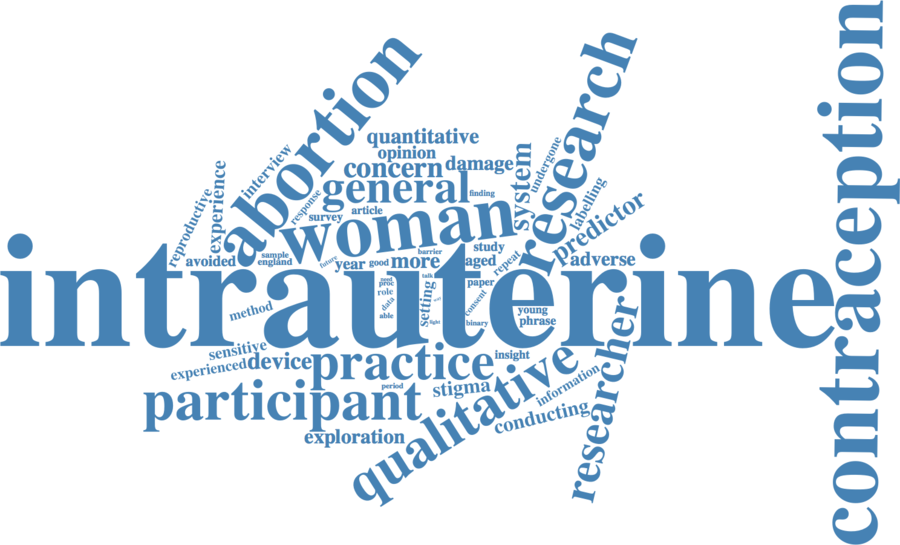 contraception
research
abortion
quantitative
opinion
concern
damage
system
undergone
interview
general
finding
experience
reproductive
response
labelling
article
survey
woman
predictor
study
barrier
repeat
avoided
sample
england
future
year
good
more
aged
adverse
intrauterine
talk
need
proc
paper
role
setting
data
consent
able
light
binary
young
phrase
method
sensitive
experienced
device
practice
insight
researcher
period
stigma
information
participant
qualitative
conducting
exploration